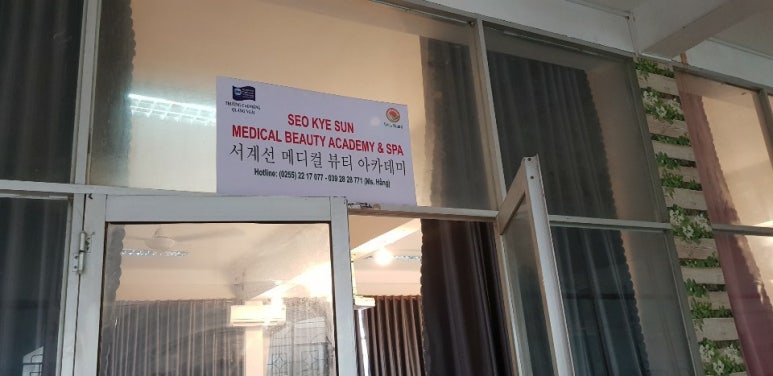 SEO KYE SUN
MEDICAL BEAUTY ACADEMY & SPA
서계선 메디컬 뷰티 아카데미
Hotline: (0255) 22 17 077 - 039 28 28 771 (Ms. Hằng)